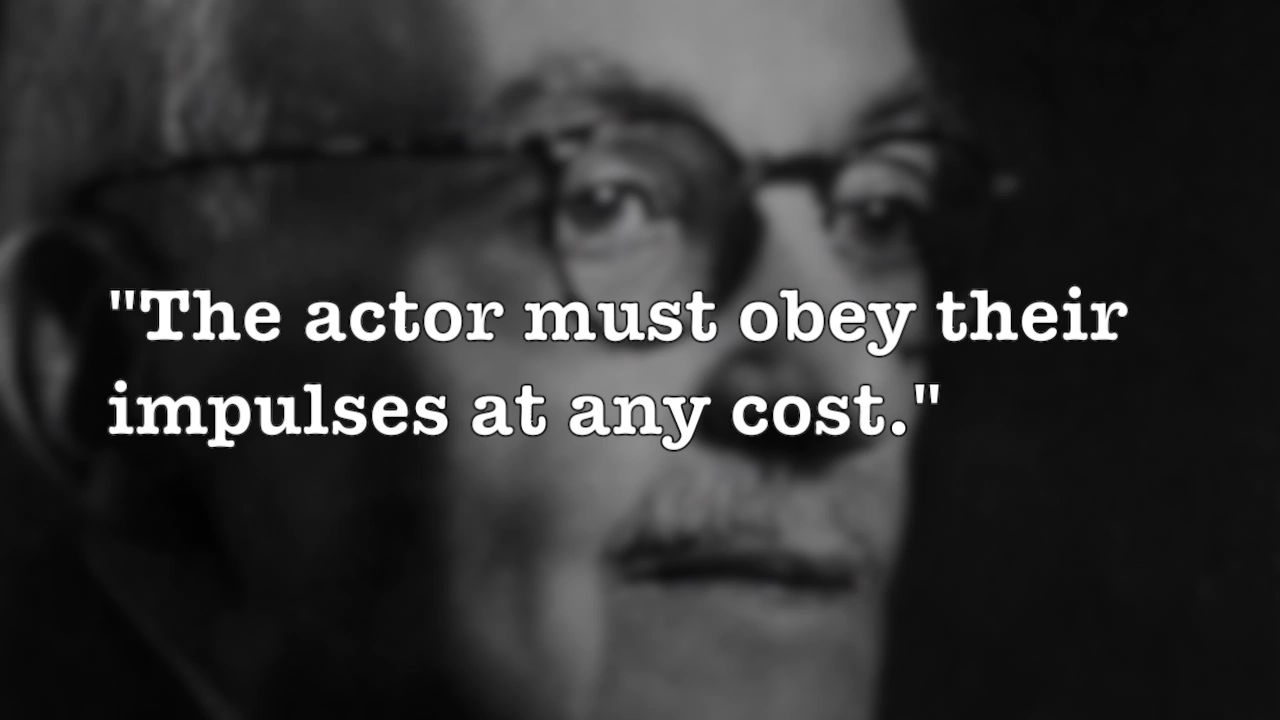 "The actor must obey their
impulses at any cost."